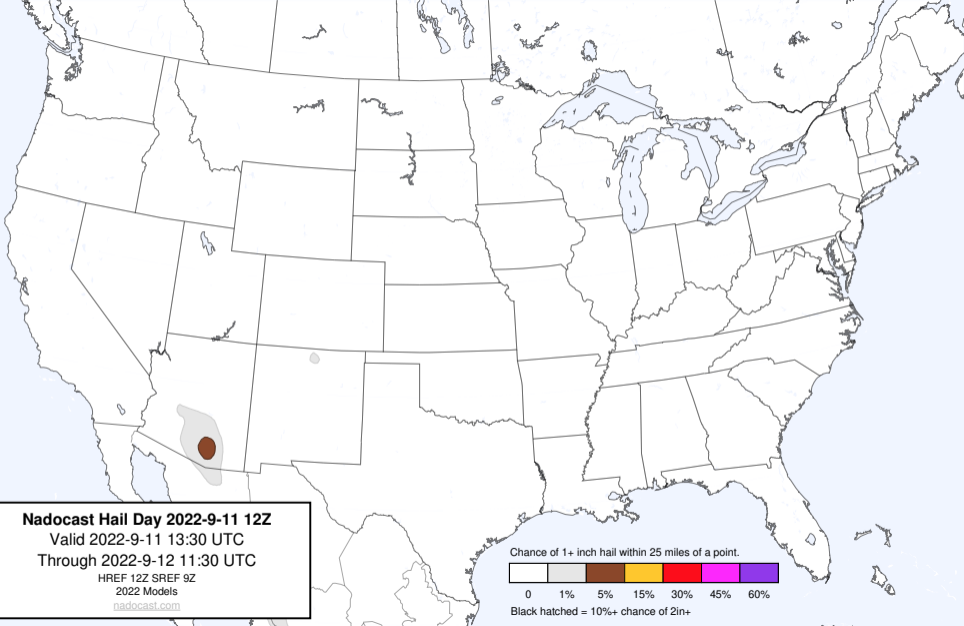 Nadocast Hail Day 2022-9-11 12Z
Valid 2022-9-11 13:30 UTC
Through 2022-9-12 11:30 UTC
HREF 12Z SREF 9Z
2022 Models
nadocast.com
Chance of 1+ inch hail within 25 miles of a point.
0 1% 5% 15% 30% 45% 60%
Black hatched = 10%+ chance of 2in+